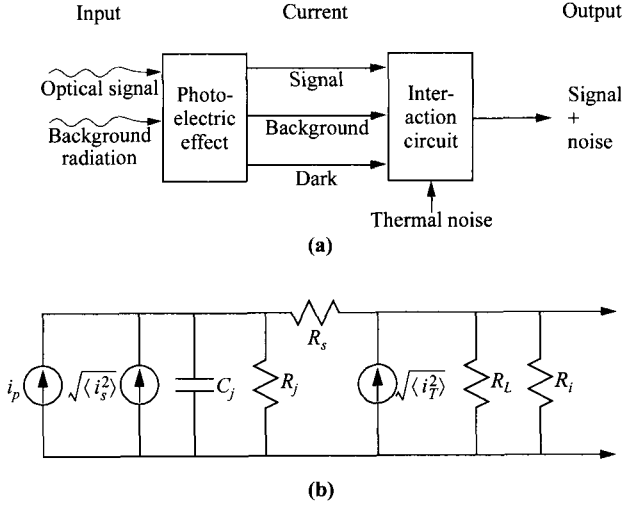 Input Current Output
Optical signal
Background
radiation
Photo-
electric
effect
Signal
Background
Dark
Inter-
action
circuit
Signal
+
noise
Thermal noise
(a)
i_p √⟨i_s^2⟩ C_j R_j R_s √⟨i_T^2⟩ R_L R_i
(b)